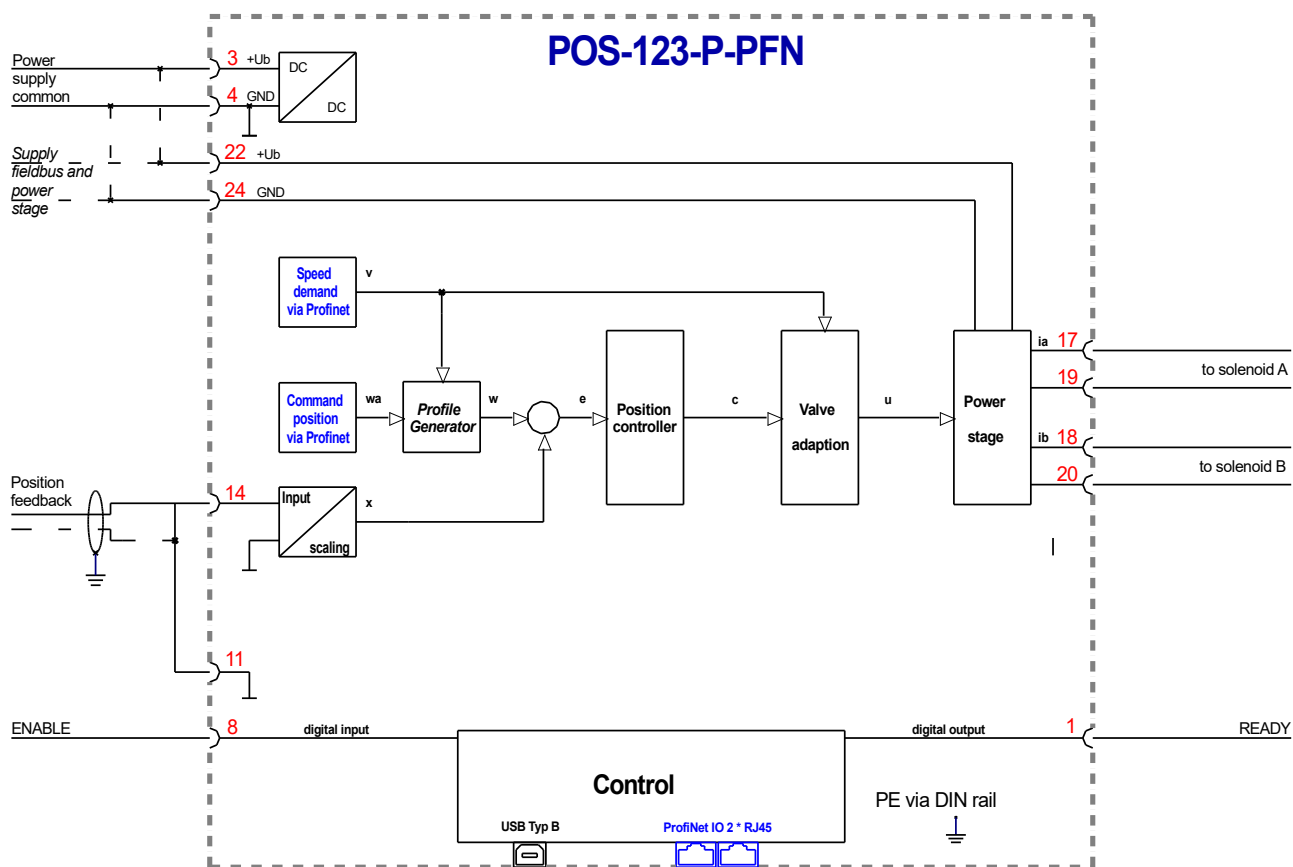 POS-123-P-PFN
Power
supply
common
3 +Ub
4 GND
DC
DC
Supply
fieldbus and
power
stage
22 +Ub
24 GND
Speed
demand
via Profinet
v
Command
position
via Profinet
wa
Profile
Generator
w
e
Position
controller
c
Valve
adaption
u
Power
stage
ia 17
19
to solenoid A
ib 18
20
to solenoid B
Position
feedback
14
Input
scaling
x
11
ENABLE
8
digital input
digital output
1
READY
Control
PE via DIN rail
USB Typ B
ProfiNet IO 2 * RJ45